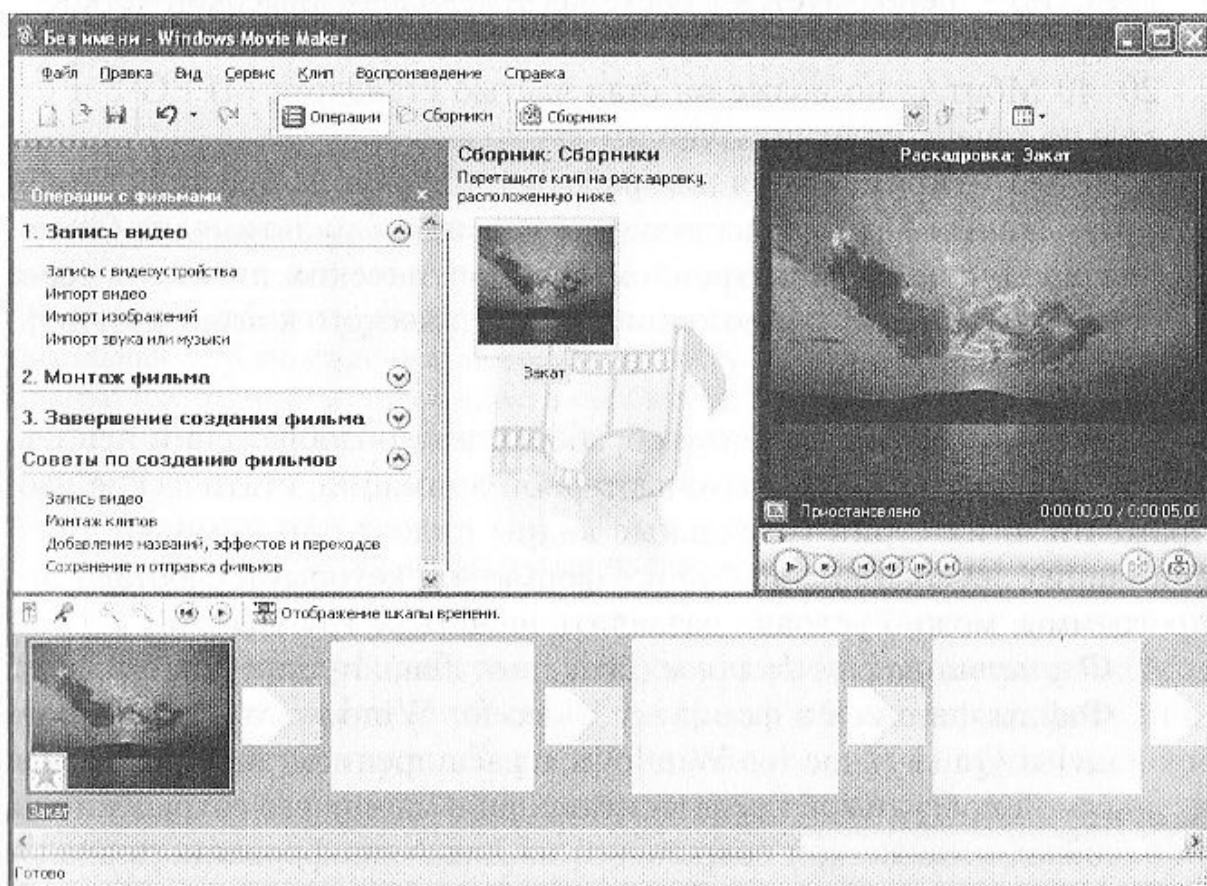 Без имени - Windows Movie Maker
Файл Правка Вид Сервис Клип Воспроизведение Справка
Операции Сборники Сборники
Операции с фильмами
1. Запись видео
Запись с видеоустройства
Импорт видео
Импорт изображений
Импорт звука или музыки
2. Монтаж фильма
3. Завершение создания фильма
Советы по созданию фильмов
Запись видео
Монтаж клипов
Добавление названий, эффектов и переходов
Сохранение и отправка фильмов
Сборник: Сборники
Перетащите клип на раскадровку,
расположенную ниже.
Закат
Раскадровка: Закат
Приостановлено 0:00:00,00 / 0:00:05,00
Отображение шкалы времени.
Закат
Готово